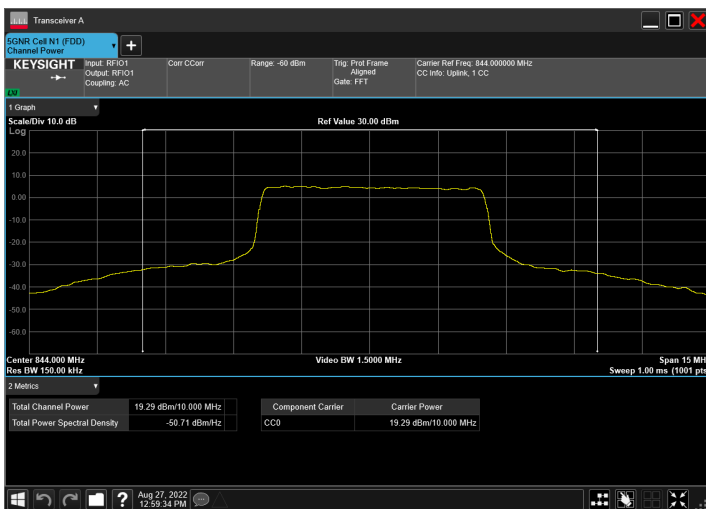 Transceiver A
5GNR Cell N1 (FDD)
Channel Power
KEYSIGHT
LXI
Input: RFIO1
Output: RFIO1
Coupling: AC
Corr CCorr
Range: -60 dBm
Trig: Prot Frame
Aligned
Gate: FFT
Carrier Ref Freq: 844.000000 MHz
CC Info: Uplink, 1 CC
1 Graph
Scale/Div 10.0 dB
Ref Value 30.00 dBm
Log
20.0
10.0
0.00
-10.0
-20.0
-30.0
-40.0
-50.0
-60.0
Center 844.000 MHz
Span 15 MH
Res BW 150.00 kHz
Video BW 1.5000 MHz
Sweep 1.00 ms (1001 pts
2 Metrics
Total Channel Power 19.29 dBm/10.000 MHz
Total Power Spectral Density -50.71 dBm/Hz
Component Carrier Carrier Power
CC0 19.29 dBm/10.000 MHz
?
Aug 27, 2022
12:59:34 PM